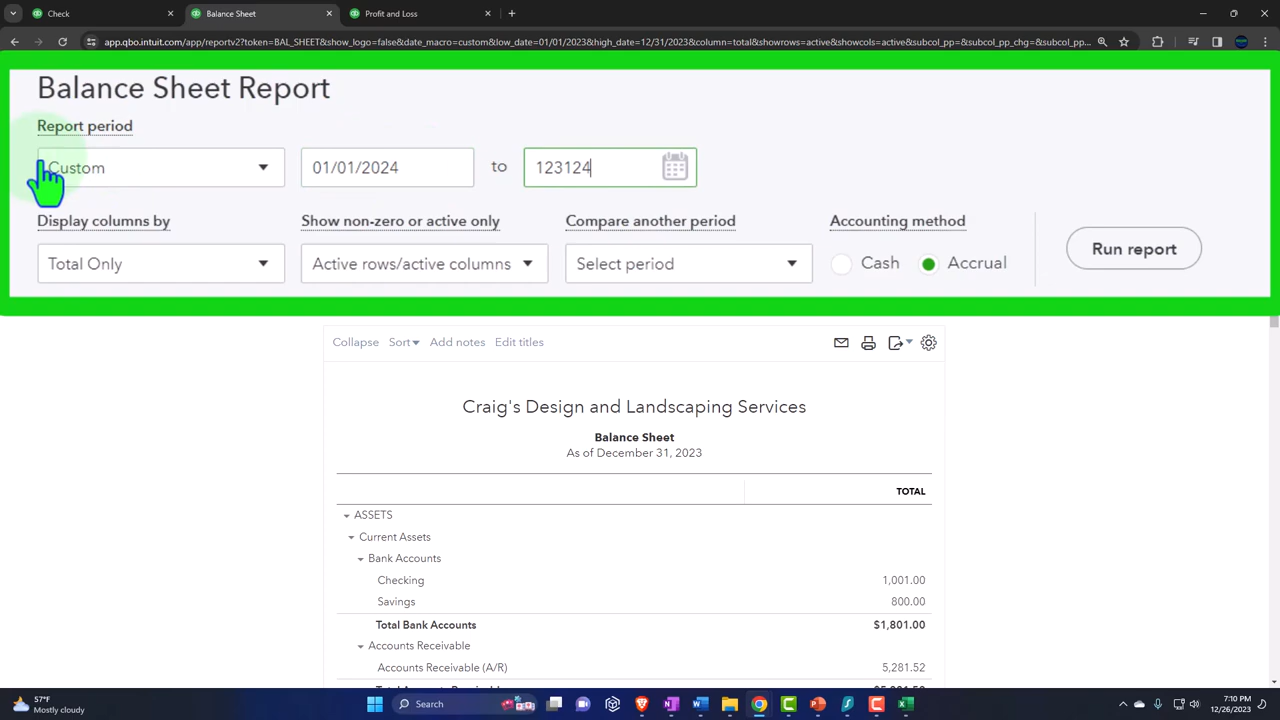 Check
Balance Sheet
Profit and Loss
app.qbo.intuit.com/app/reportv2?token=BAL_SHEET&show_logo=false&date_macro=custom&low_date=01/01/2023&high_date=12/31/2023&column=total&showrows=active&showcols=active&subcol_pp=&subcol_pp_chg=&subcol_pp...
Balance Sheet Report
Report period
Custom 01/01/2024 to 123124
Display columns by Show non-zero or active only Compare another period Accounting method
Total Only Active rows/active columns Select period Cash Accrual Run report
Collapse Sort Add notes Edit titles
Craig's Design and Landscaping Services
Balance Sheet
As of December 31, 2023
TOTAL
ASSETS
Current Assets
Bank Accounts
Checking 1,001.00
Savings 800.00
Total Bank Accounts $1,801.00
Accounts Receivable
Accounts Receivable (A/R) 5,281.52
57°F
Mostly cloudy
Search
7:10 PM
12/26/2023